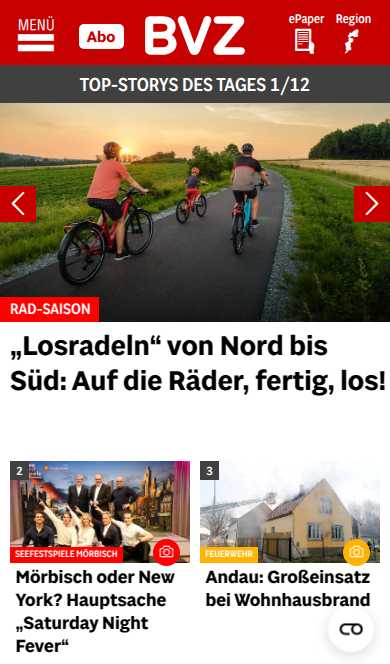 MENÜ
Abo
BVZ
ePaper
Region
TOP-STORYS DES TAGES 1/12
RAD-SAISON
„Losradeln“ von Nord bis
Süd: Auf die Räder, fertig, los!
2
SEEFESTSPIELE MÖRBISCH
Mörbisch oder New
York? Hauptsache
„Saturday Night
Fever“
3
FEUERWEHR
Andau: Großeinsatz
bei Wohnhausbrand